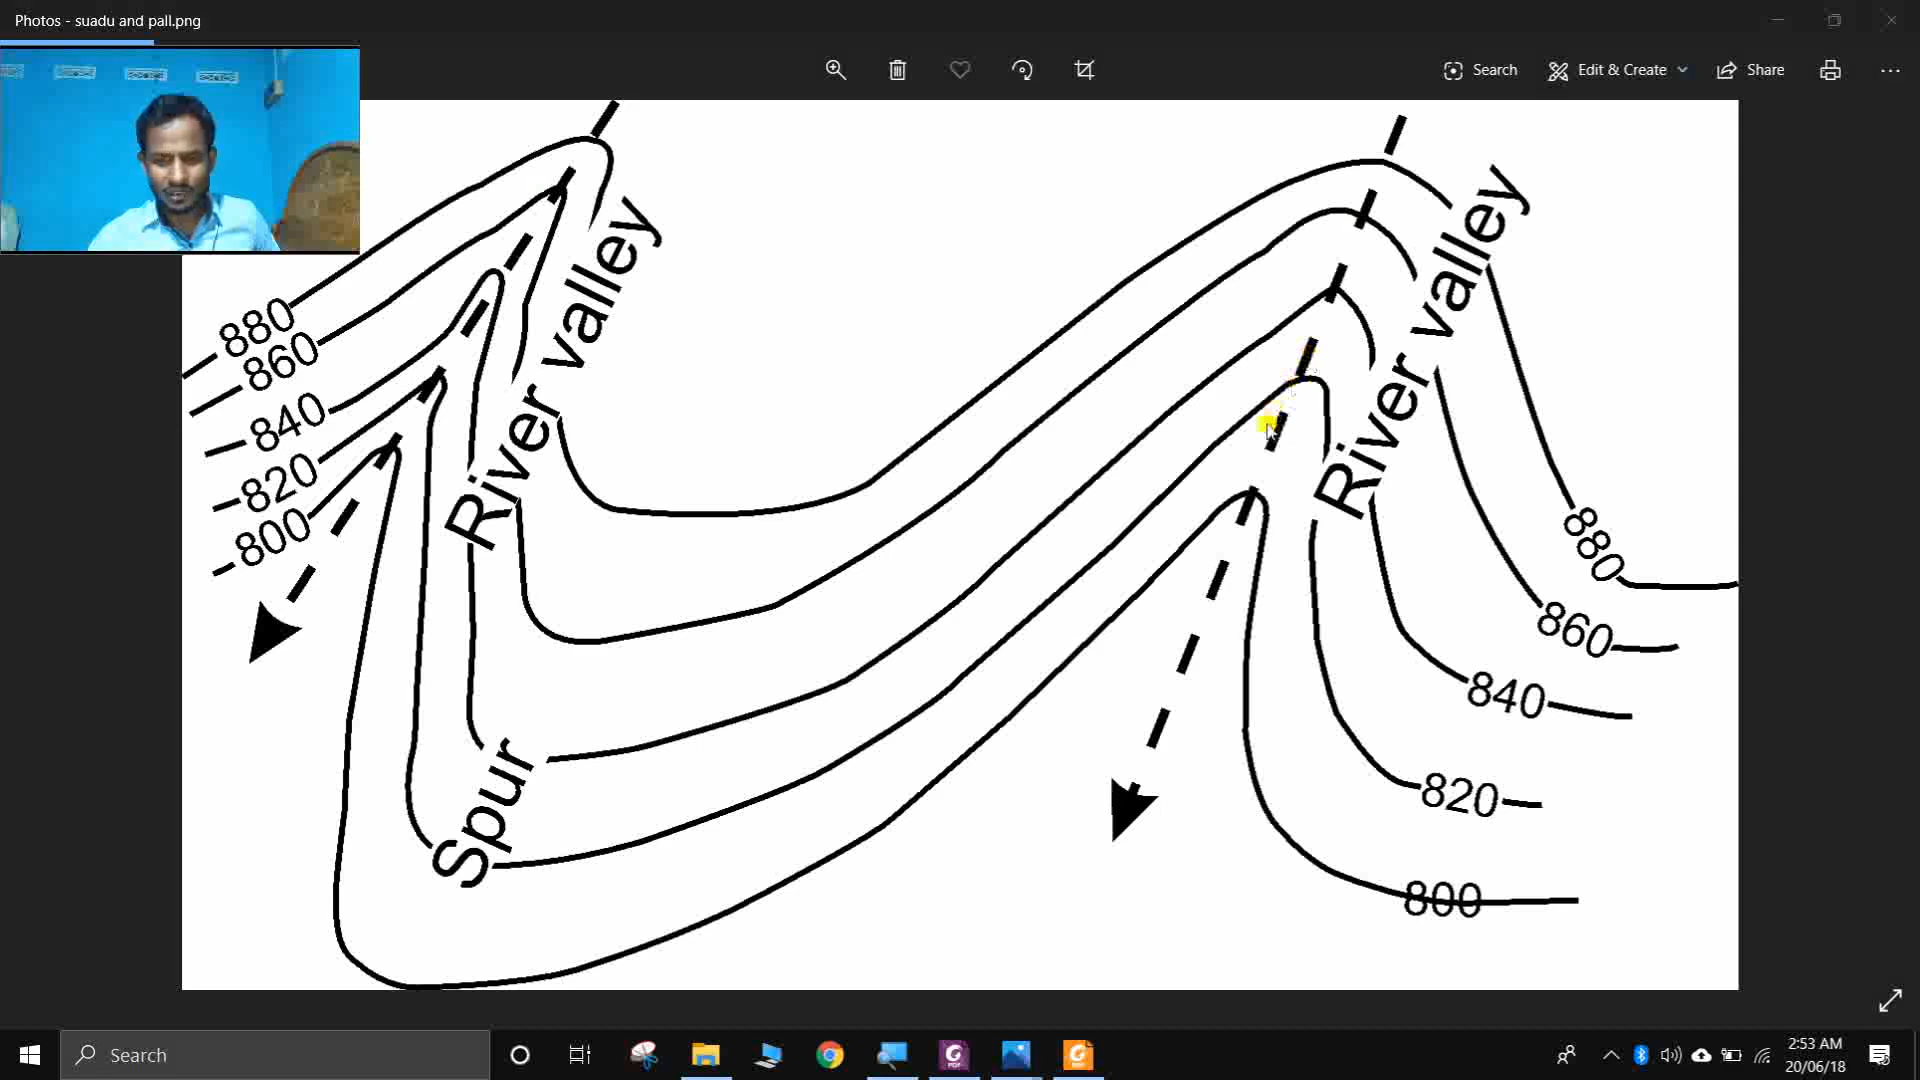 Photos - suadu and pall.png
Search
Edit & Create
Share
River valley
River valley
880
860
840
820
800
880
860
840
820
800
Spur
Search
2:53 AM
20/06/18